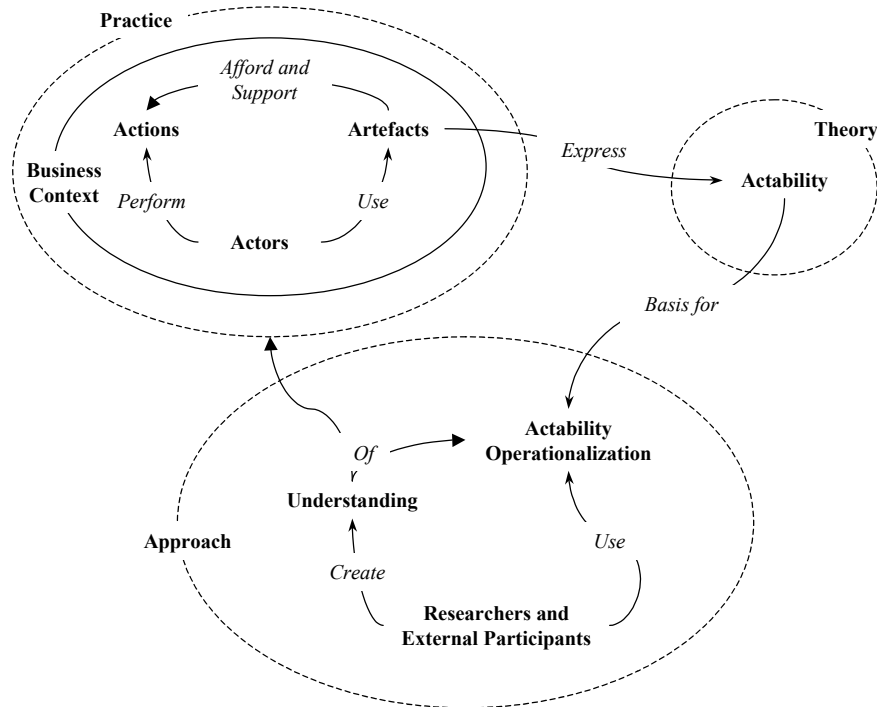 Practice
Afford and
Support
Actions
Artefacts
Theory
Express
Business
Context
Actability
Perform
Use
Actors
Basis for
Actability
Operationalization
Of
Understanding
Approach
Use
Create
Researchers and
External Participants